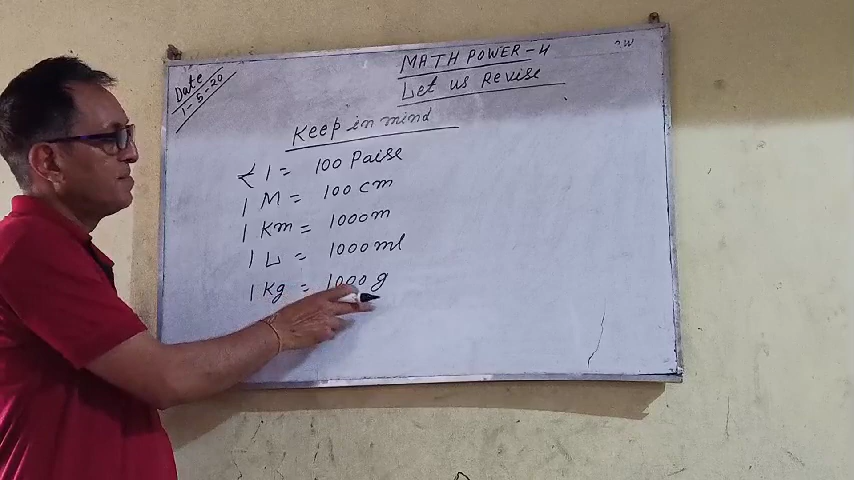 Date
1-5-20
MATH POWER-4
Let us Revise
Keep in mind
₹ 1 = 100 Paise
1 M = 100 cm
1 Km = 1000m
1 L = 1000 ml
1 Kg = 1000 g